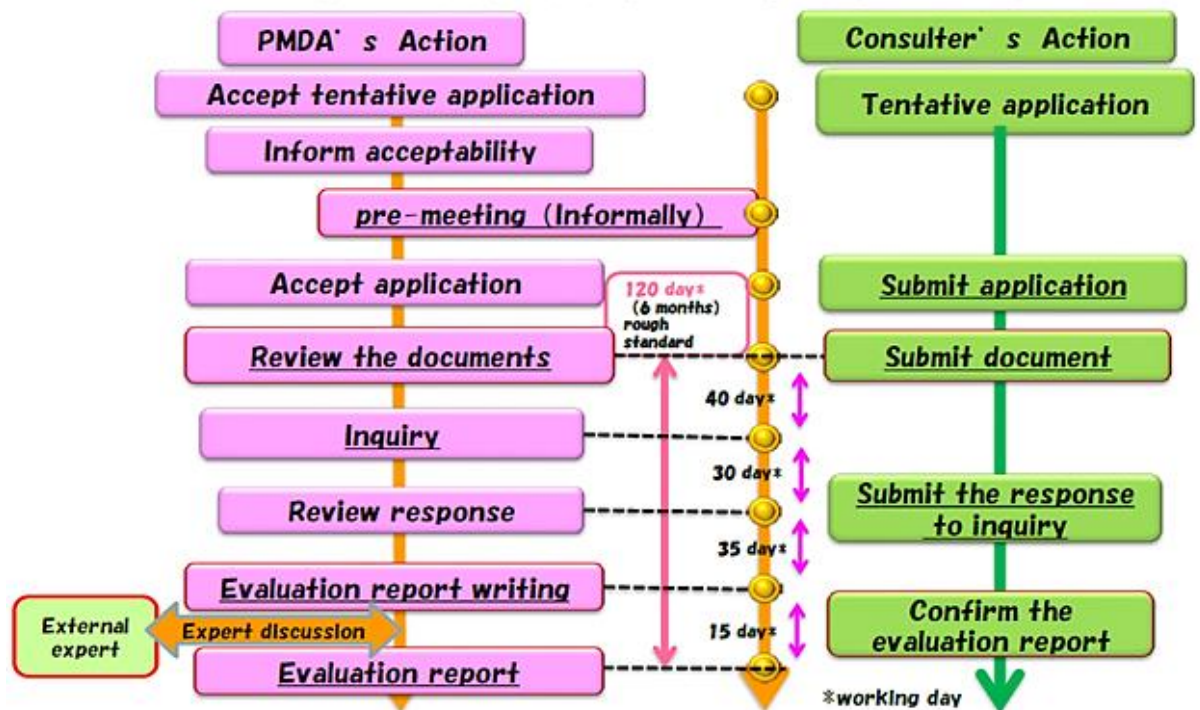 PMDA' s Action
Consulter' s Action
Accept tentative application
Tentative application
Inform acceptability
pre-meeting (Informally)
Accept application
120 day*
(6 months)
rough
standard
Submit application
Review the documents
Submit document
40 day*
Inquiry
30 day*
Review response
Submit the response
to inquiry
35 day*
Evaluation report writing
External
expert
Expert discussion
15 day*
Confirm the
evaluation report
Evaluation report
*working day